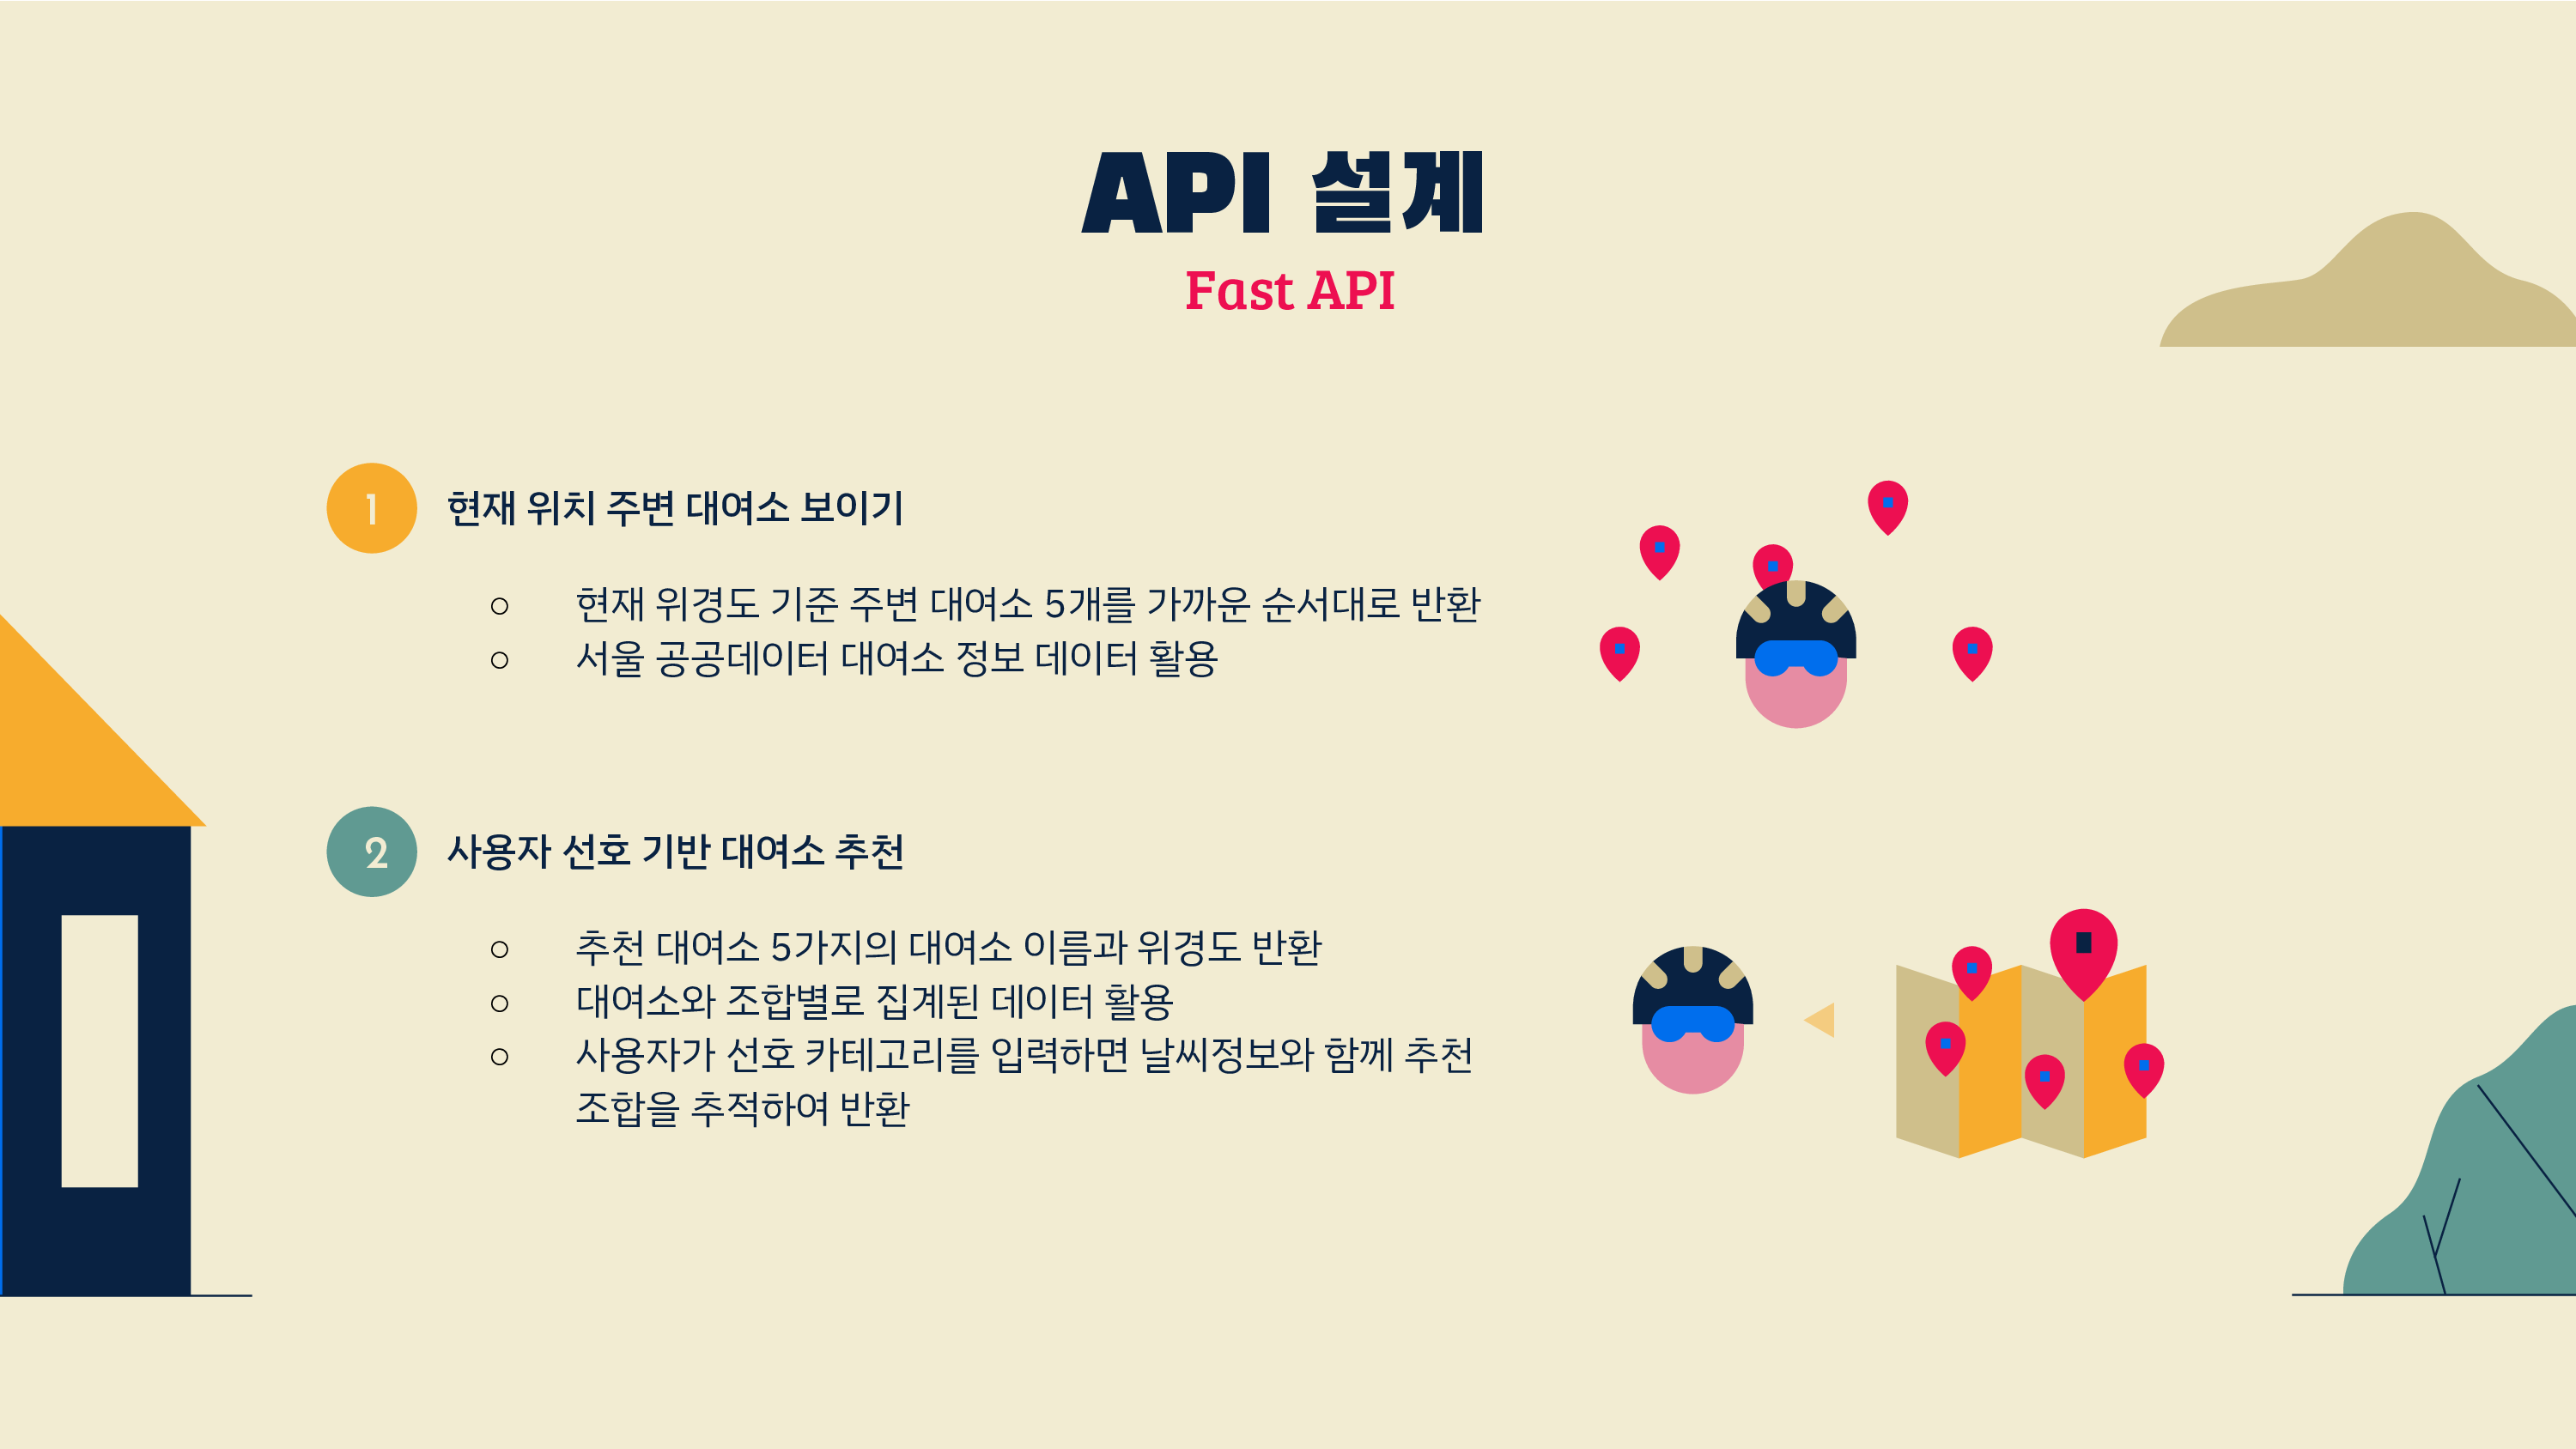 API 설계
Fast API
1 현재 위치 주변 대여소 보이기
○ 현재 위경도 기준 주변 대여소 5개를 가까운 순서대로 반환
○ 서울 공공데이터 대여소 정보 데이터 활용
2 사용자 선호 기반 대여소 추천
○ 추천 대여소 5가지의 대여소 이름과 위경도 반환
○ 대여소와 조합별로 집계된 데이터 활용
○ 사용자가 선호 카테고리를 입력하면 날씨정보와 함께 추천
조합을 추적하여 반환